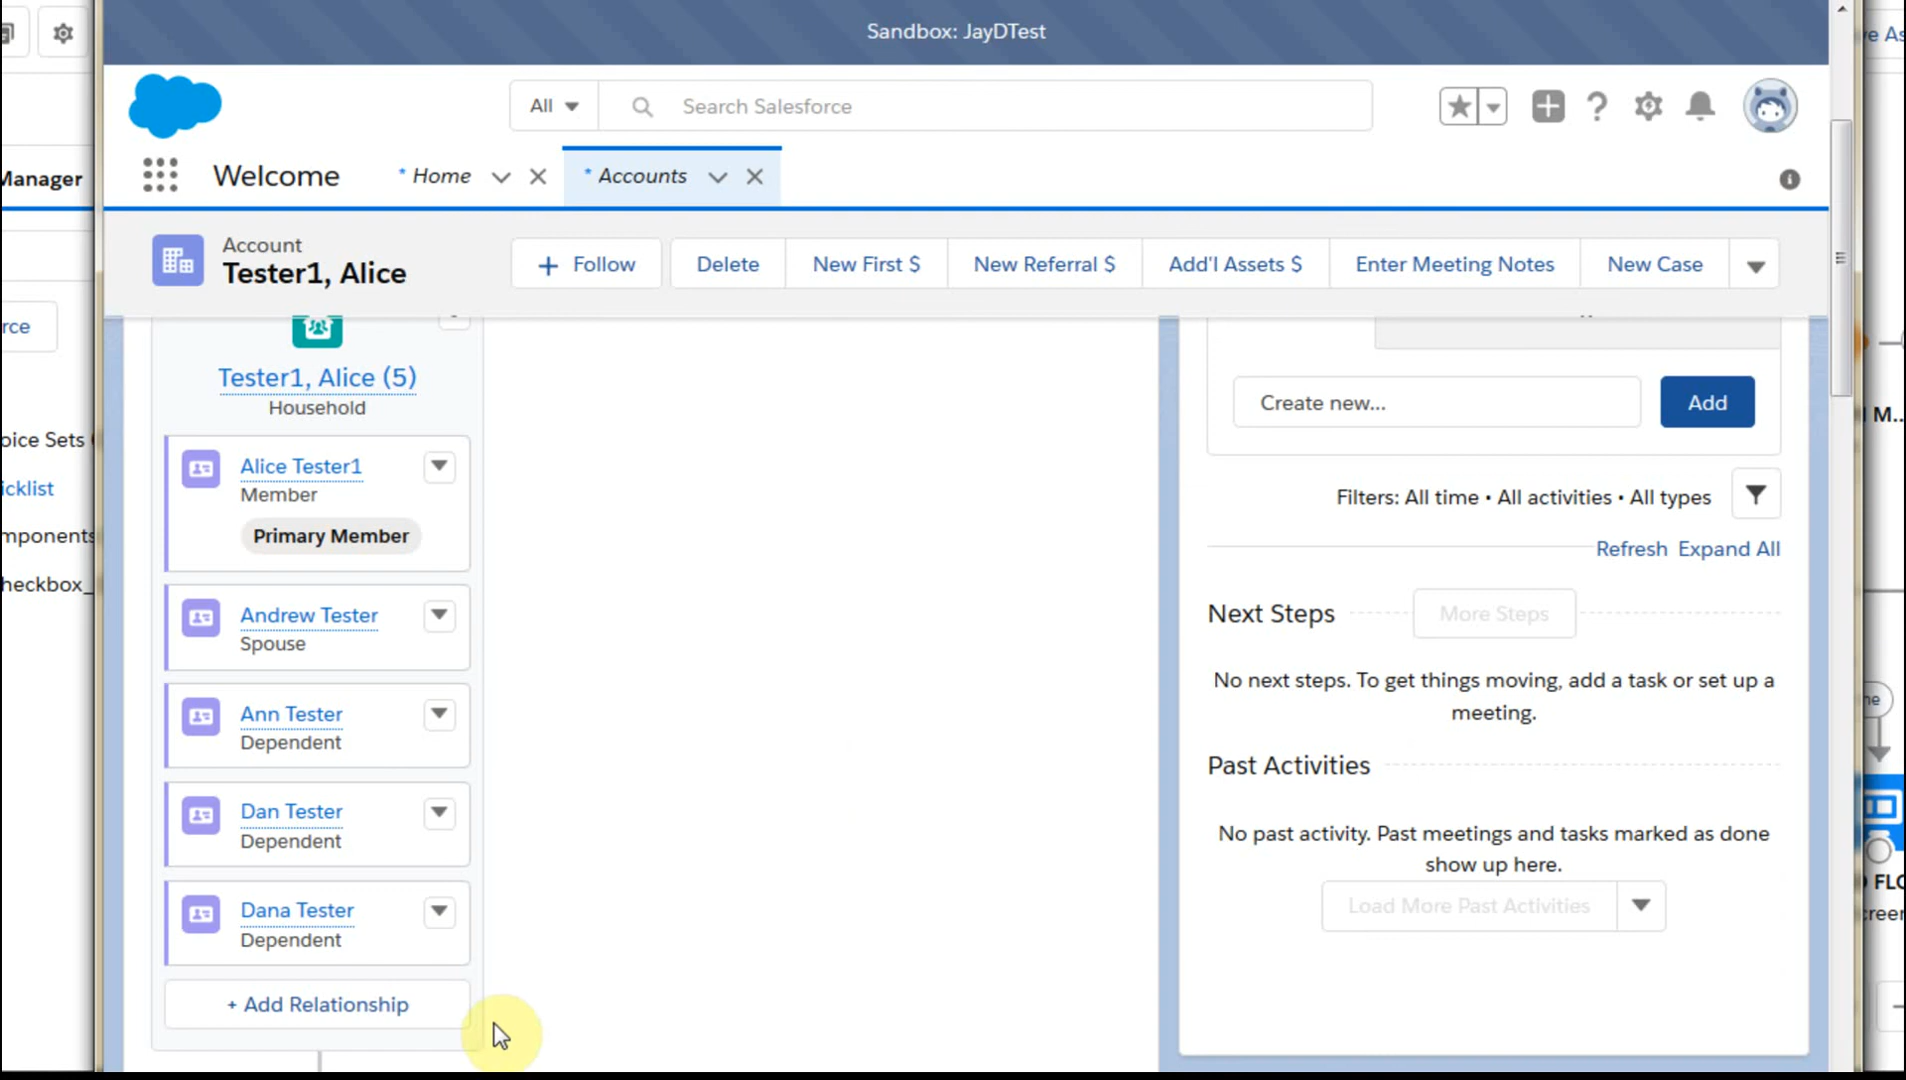 Sandbox: JayDTest
ve As
All
Search Salesforce
Manager
Welcome
* Home
* Accounts
Account
Tester1, Alice
+ Follow
Delete
New First $
New Referral $
Add'l Assets $
Enter Meeting Notes
New Case
rce
Tester1, Alice (5)
Household
Create new...
Add
oice Sets
M...
Alice Tester1
Member
Primary Member
icklist
Filters: All time • All activities • All types
mponents
Refresh Expand All
heckbox_
Andrew Tester
Spouse
Next Steps
More Steps
Ann Tester
Dependent
No next steps. To get things moving, add a task or set up a
meeting.
ne
Past Activities
Dan Tester
Dependent
No past activity. Past meetings and tasks marked as done
show up here.
Dana Tester
Dependent
Load More Past Activities
FLO
creen
+ Add Relationship